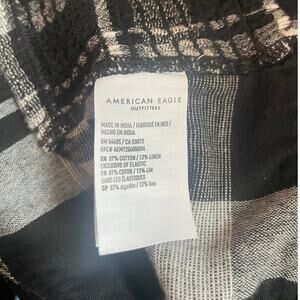 AMERICAN EAGLE
OUTFITTERS
MADE IN INDIA / FABRIQUÉ EN INDE /
HECHO EN INDIA
RN 54485 / CA 03073
RFC# AEM120605094
EN 87% COTTON / 13% LINEN
EXCLUSIVE OF ELASTIC
FR 87% COTON / 13% LIN
SANS LES ÉLASTIQUES
SP 87% algodón / 13% lino